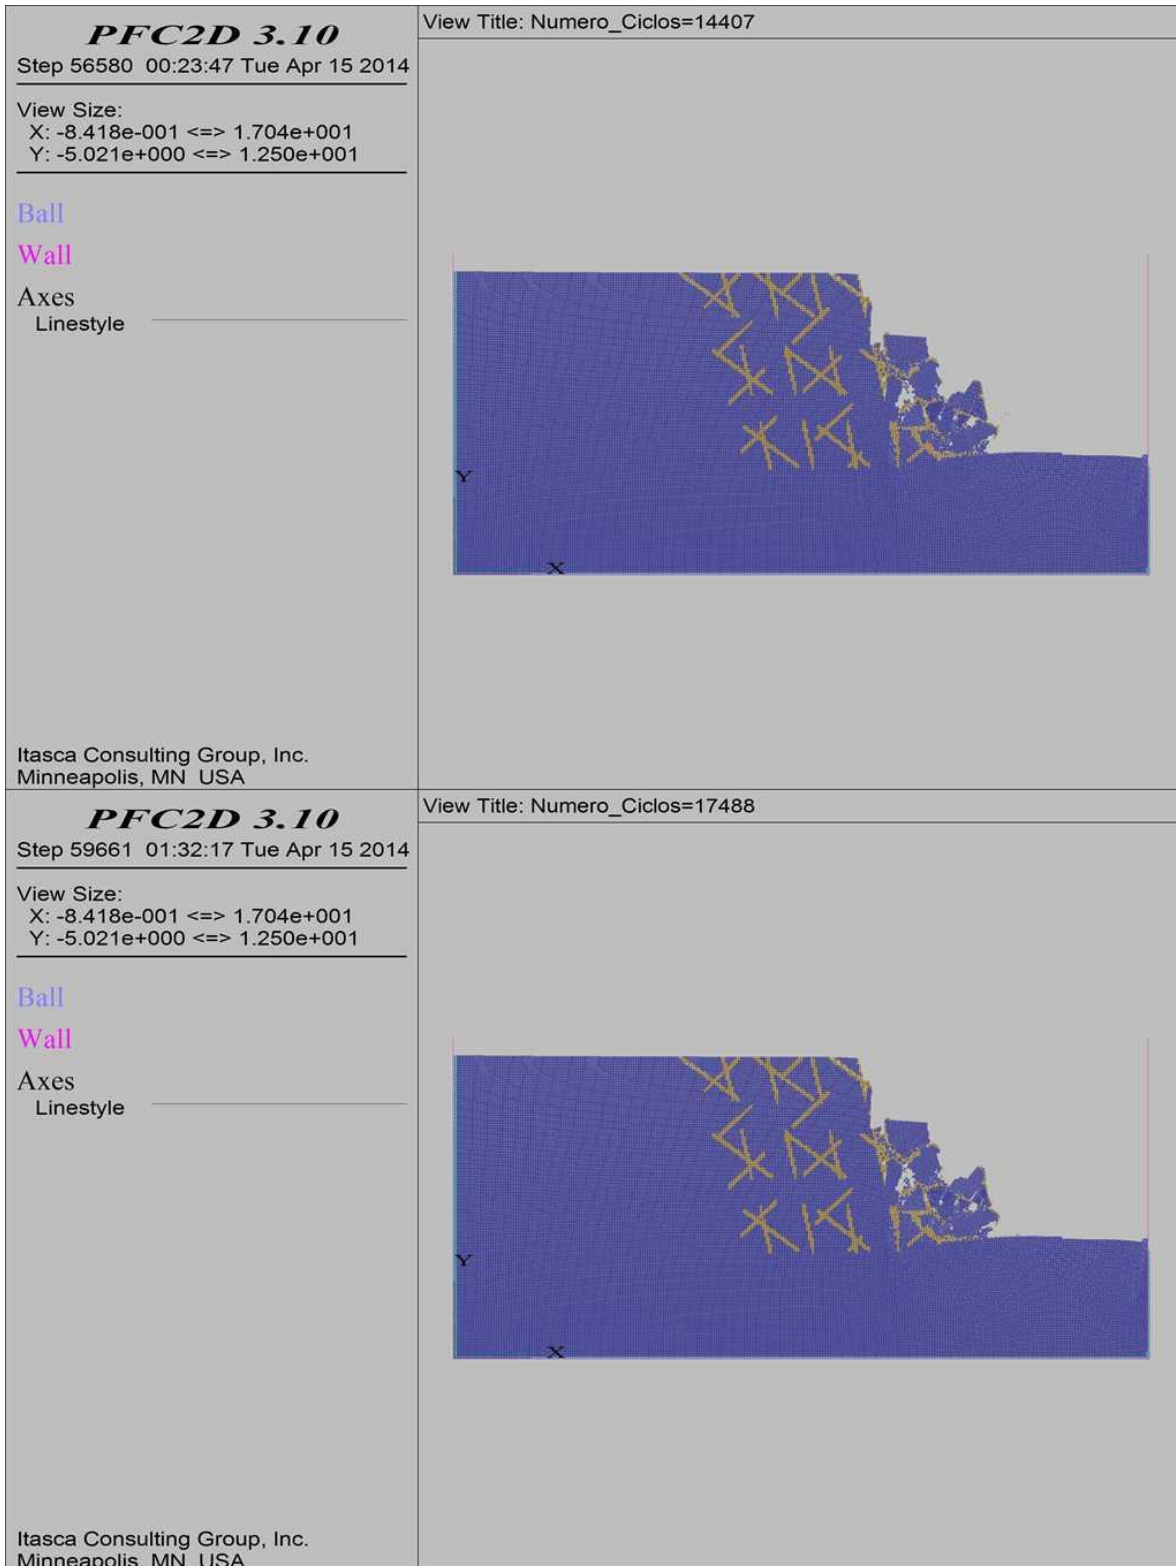 PFC2D 3.10
Step 56580 00:23:47 Tue Apr 15 2014
View Size:
X: -8.418e-001 <=> 1.704e+001
Y: -5.021e+000 <=> 1.250e+001
Ball
Wall
Axes
Linestyle
Itasca Consulting Group, Inc.
Minneapolis, MN USA
View Title: Numero_Ciclos=14407
Y
X
PFC2D 3.10
Step 59661 01:32:17 Tue Apr 15 2014
View Size:
X: -8.418e-001 <=> 1.704e+001
Y: -5.021e+000 <=> 1.250e+001
Ball
Wall
Axes
Linestyle
Itasca Consulting Group, Inc.
Minneapolis, MN USA
View Title: Numero_Ciclos=17488
Y
X